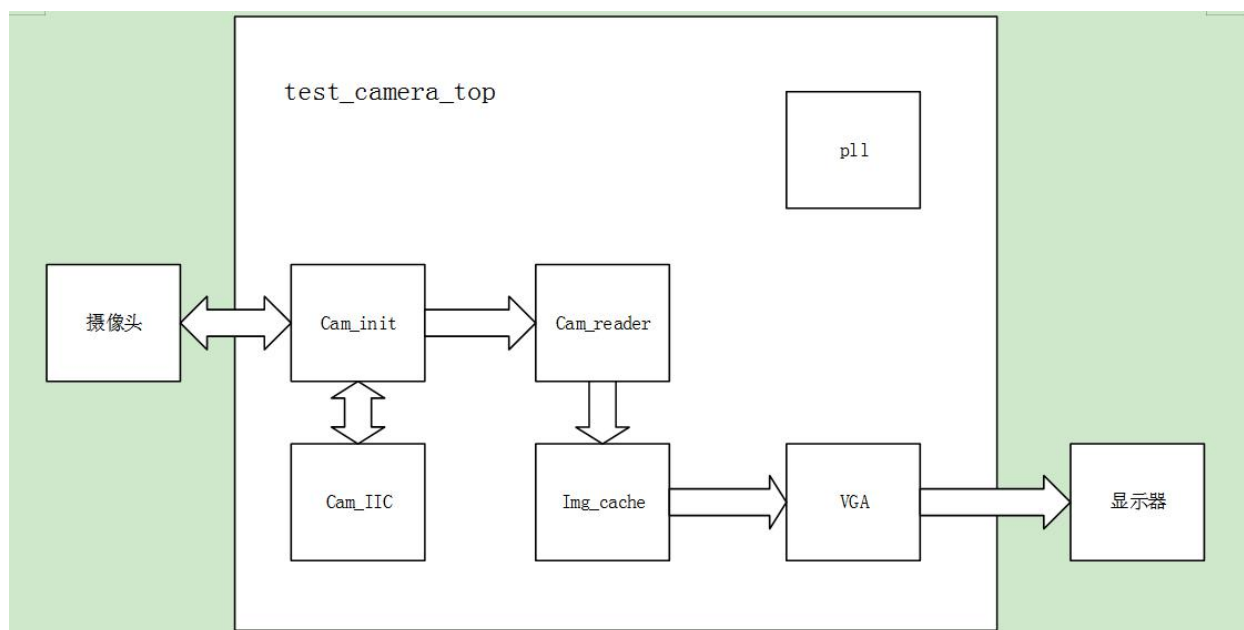 test_camera_top
pll
摄像头
Cam_init
Cam_reader
Cam_IIC
Img_cache
VGA
显示器